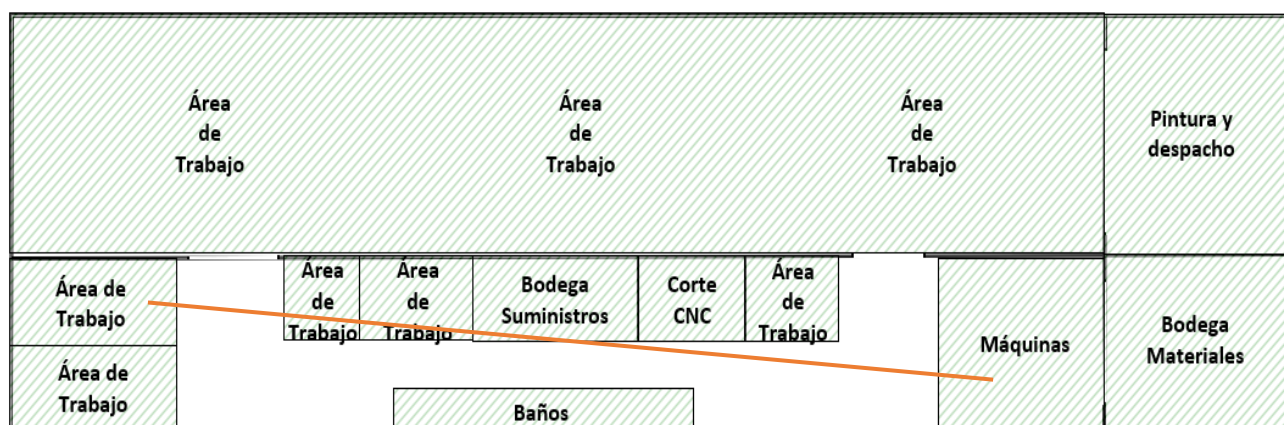 Área
de
Trabajo
Área
de
Trabajo
Área
de
Trabajo
Pintura y
despacho
Área de
Trabajo
Área
de
Trabajo
Área
de
Trabajo
Bodega
Suministros
Corte
CNC
Área
de
Trabajo
Máquinas
Bodega
Materiales
Área de
Trabajo
Baños